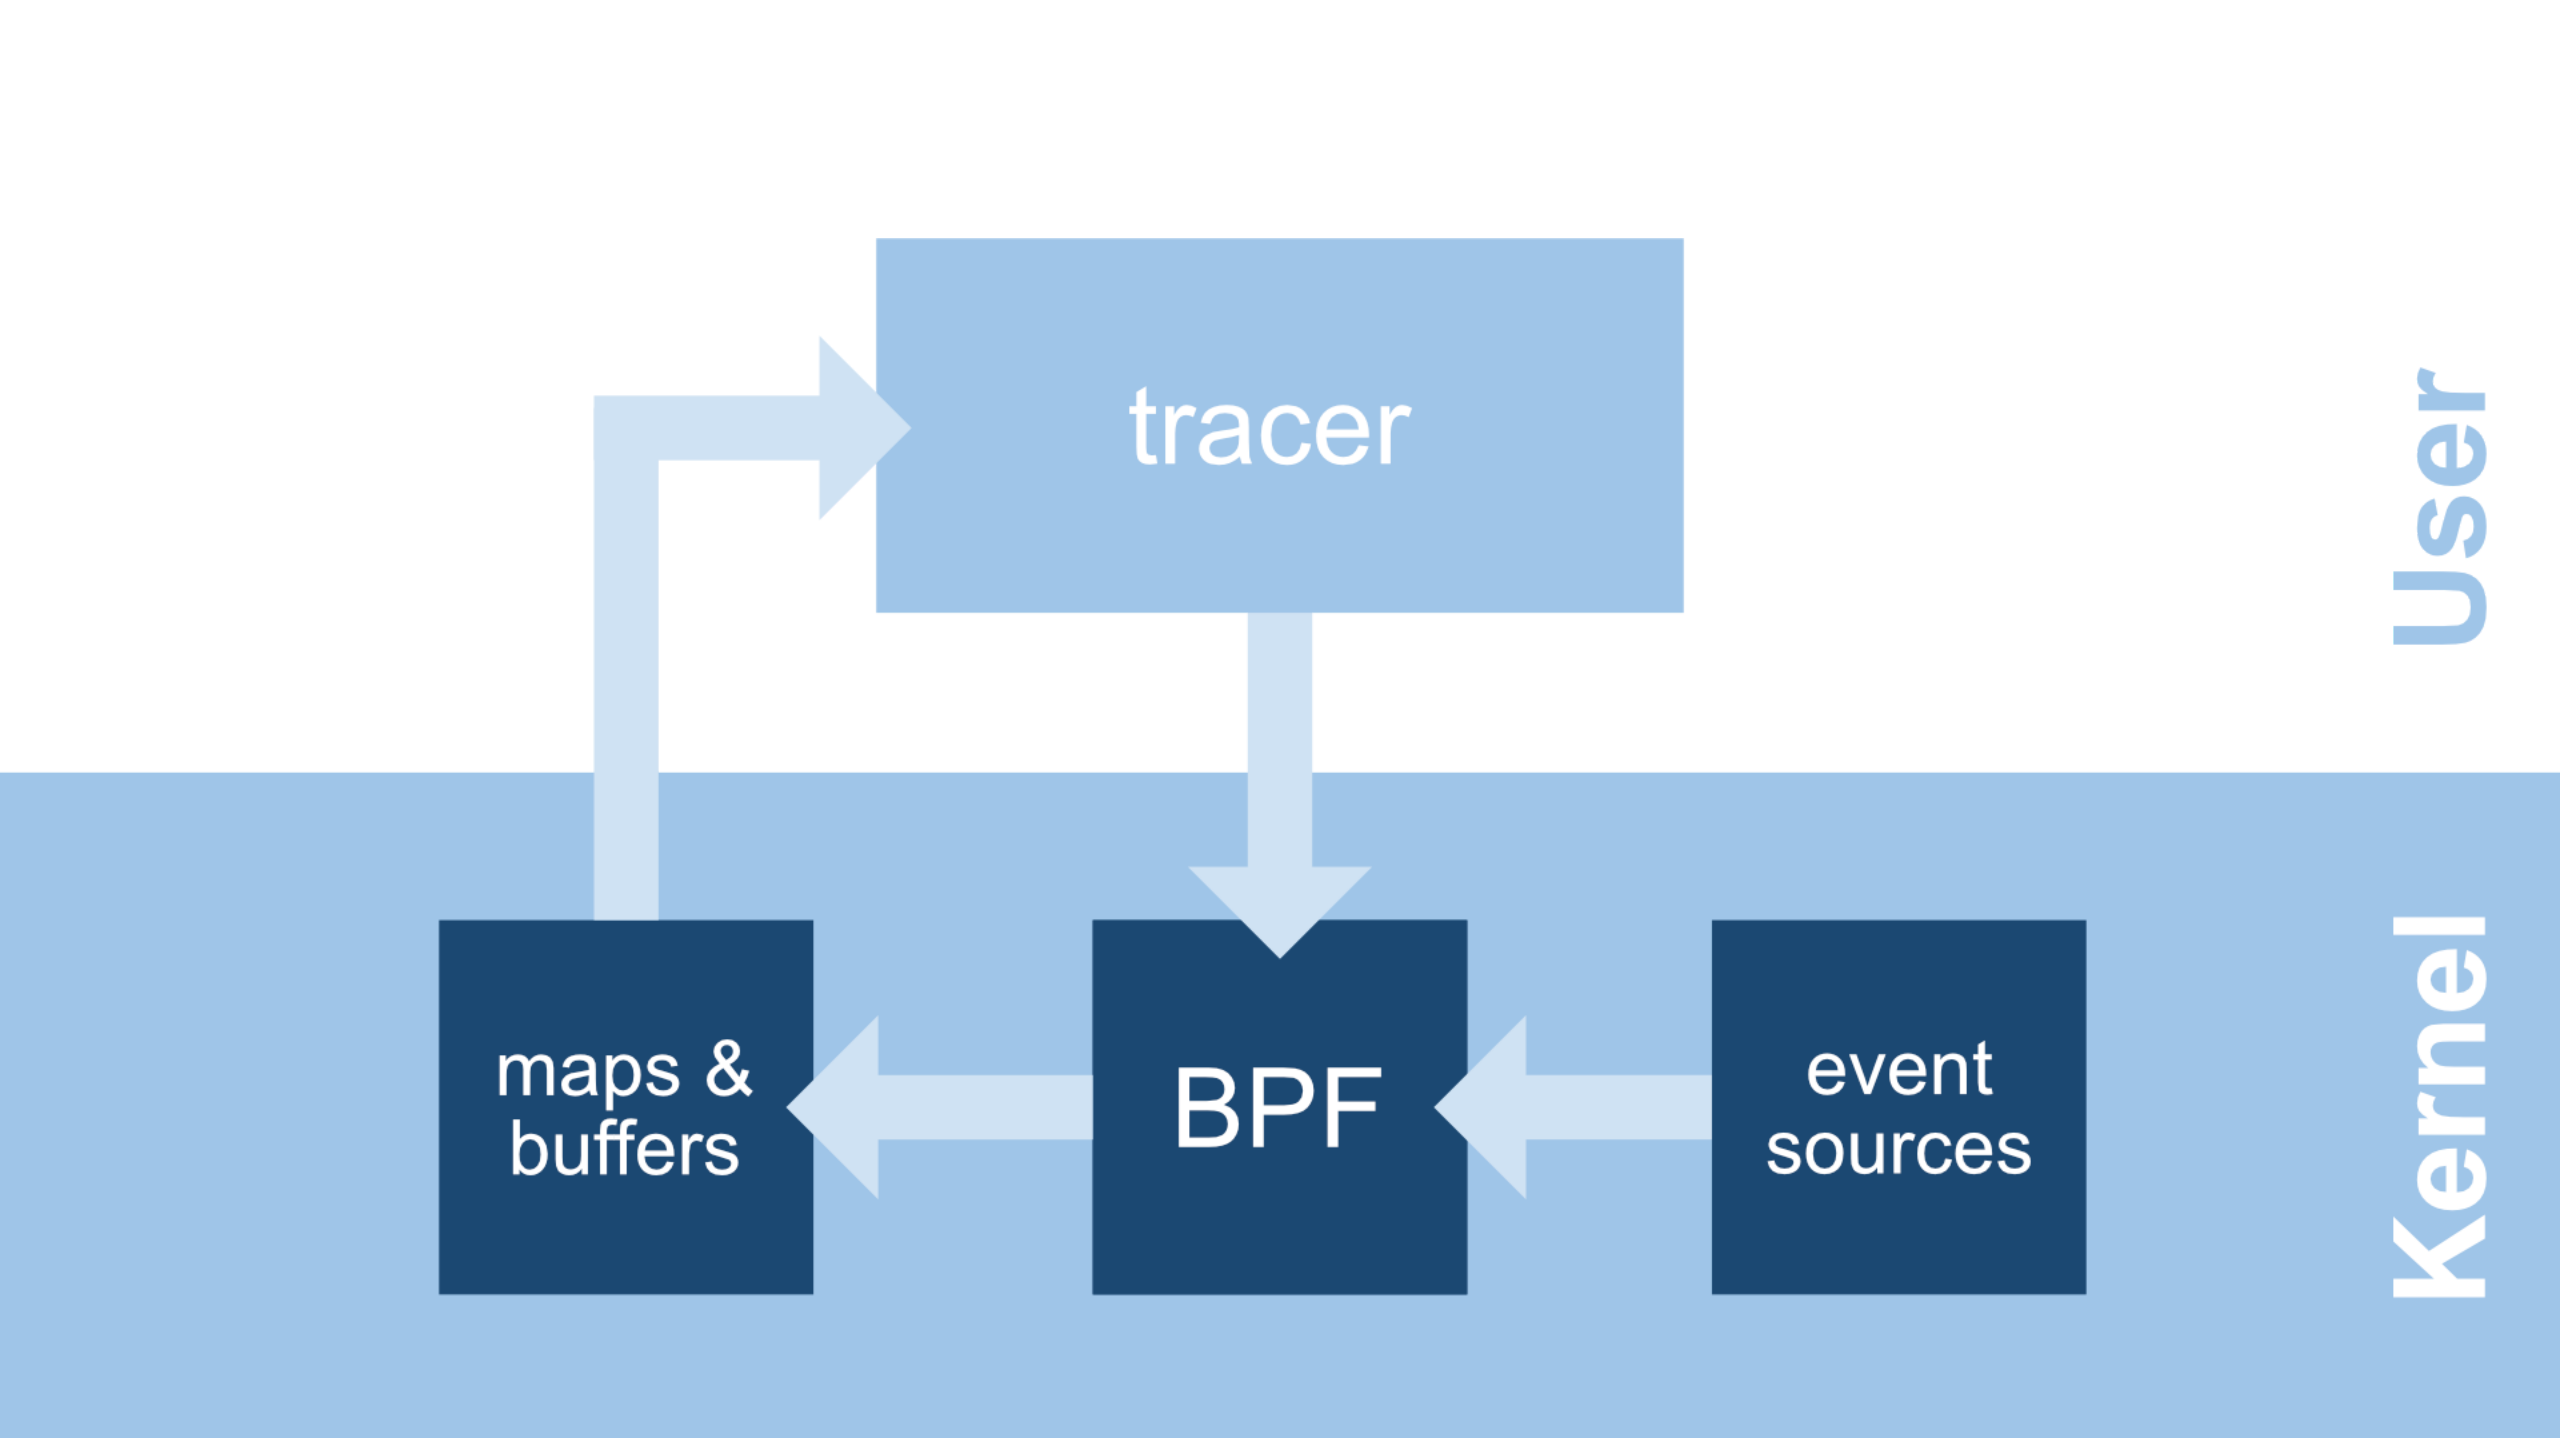 tracer
User
maps &
buffers
BPF
event
sources
Kernel